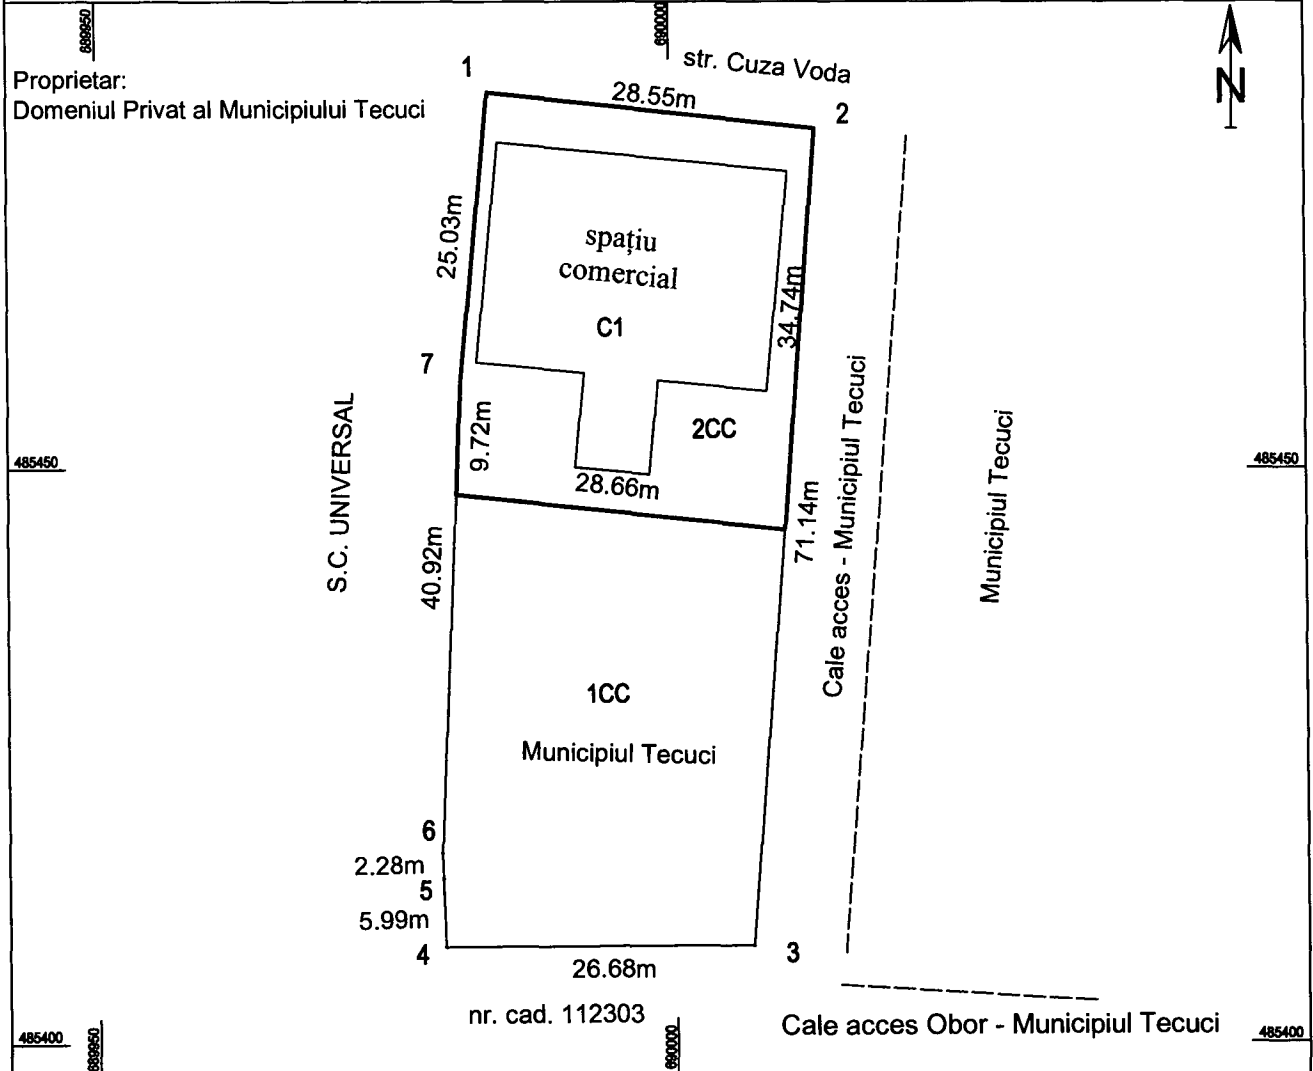 689950
690000
str. Cuza Voda
N
Proprietar:
Domeniul Privat al Municipiului Tecuci
1
28.55m
2
25.03m
spațiu
comercial
C1
34.74m
7
9.72m
2CC
28.66m
S.C. UNIVERSAL
485450
485450
40.92m
71.14m
Cale acces - Municipiul Tecuci
Municipiul Tecuci
1CC
Municipiul Tecuci
6
2.28m
5
5.99m
4
26.68m
3
nr. cad. 112303
Cale acces Obor - Municipiul Tecuci
485400
689950
690000
485400